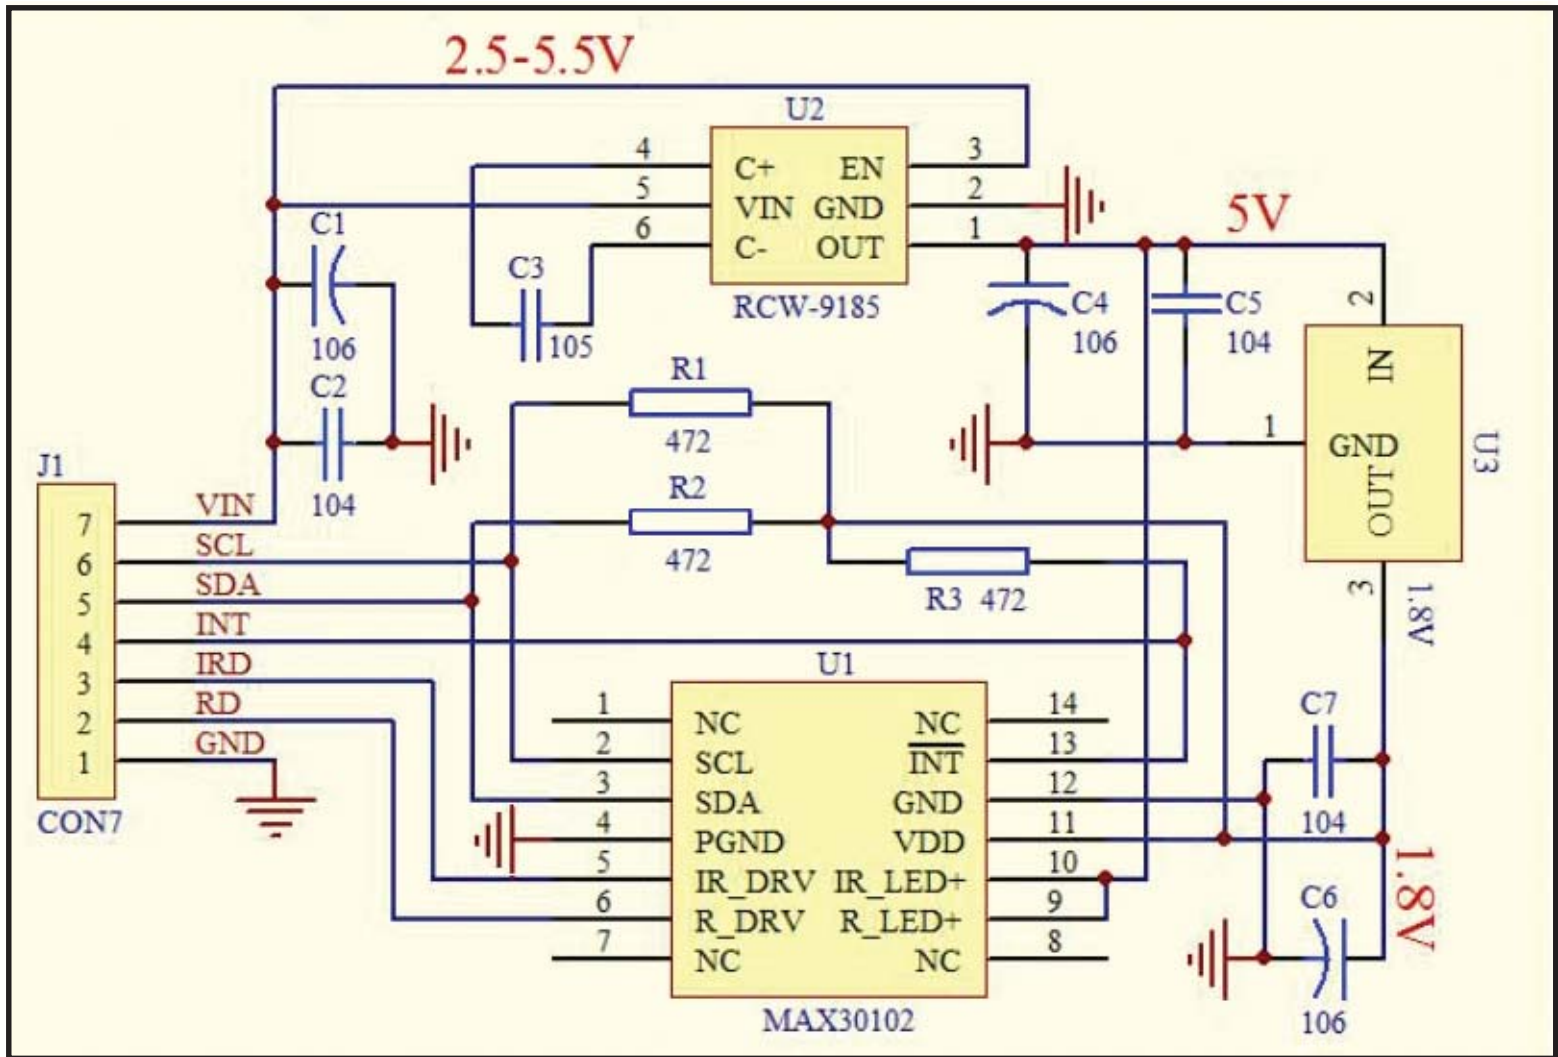 2.5-5.5V
U2
4 C+ EN 3
5 VIN GND 2
6 C- OUT 1
RCW-9185
5V
C1
106
C2
104
C3
105
C4
106
C5
104
2
IN
1 GND
OUT
3
U3
1.8V
R1
472
R2
472
R3 472
J1
7 VIN
6 SCL
5 SDA
4 INT
3 IRD
2 RD
1 GND
CON7
U1
1 NC NC 14
2 SCL INT 13
3 SDA GND 12
4 PGND VDD 11
5 IR_DRV IR_LED+ 10
6 R_DRV R_LED+ 9
7 NC NC 8
MAX30102
C7
104
1.8V
C6
106